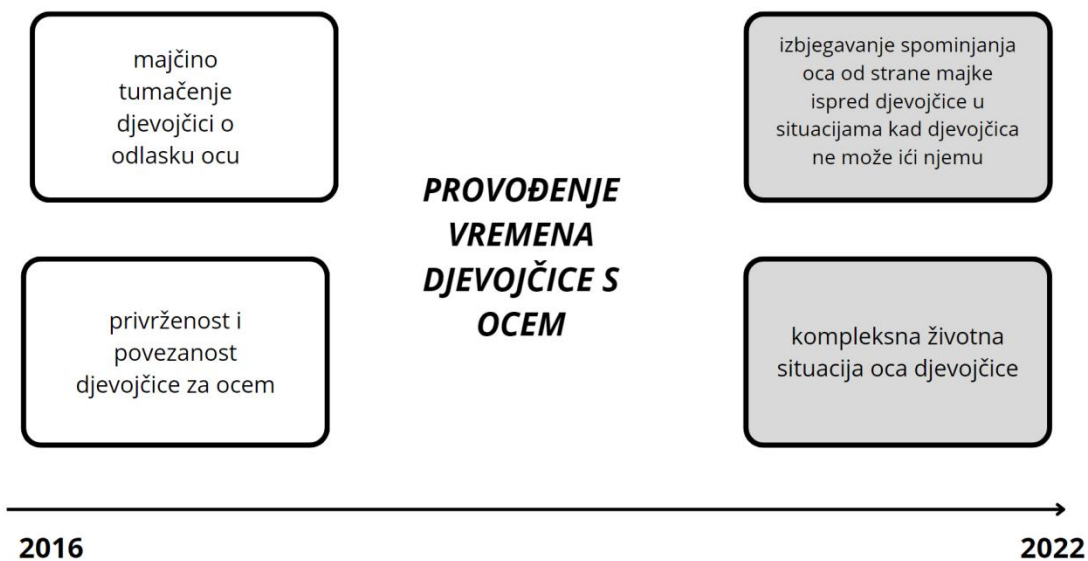 majčino
tumačenje
djevojčici o
odlasku ocu
privrženost i
povezanost
djevojčice za ocem
PROVOĐENJE
VREMENA
DJEVOJČICE S
OCEM
izbjegavanje spominjanja
oca od strane majke
ispred djevojčice u
situacijama kad djevojčica
ne može ići njemu
kompleksna životna
situacija oca djevojčice
2016
2022